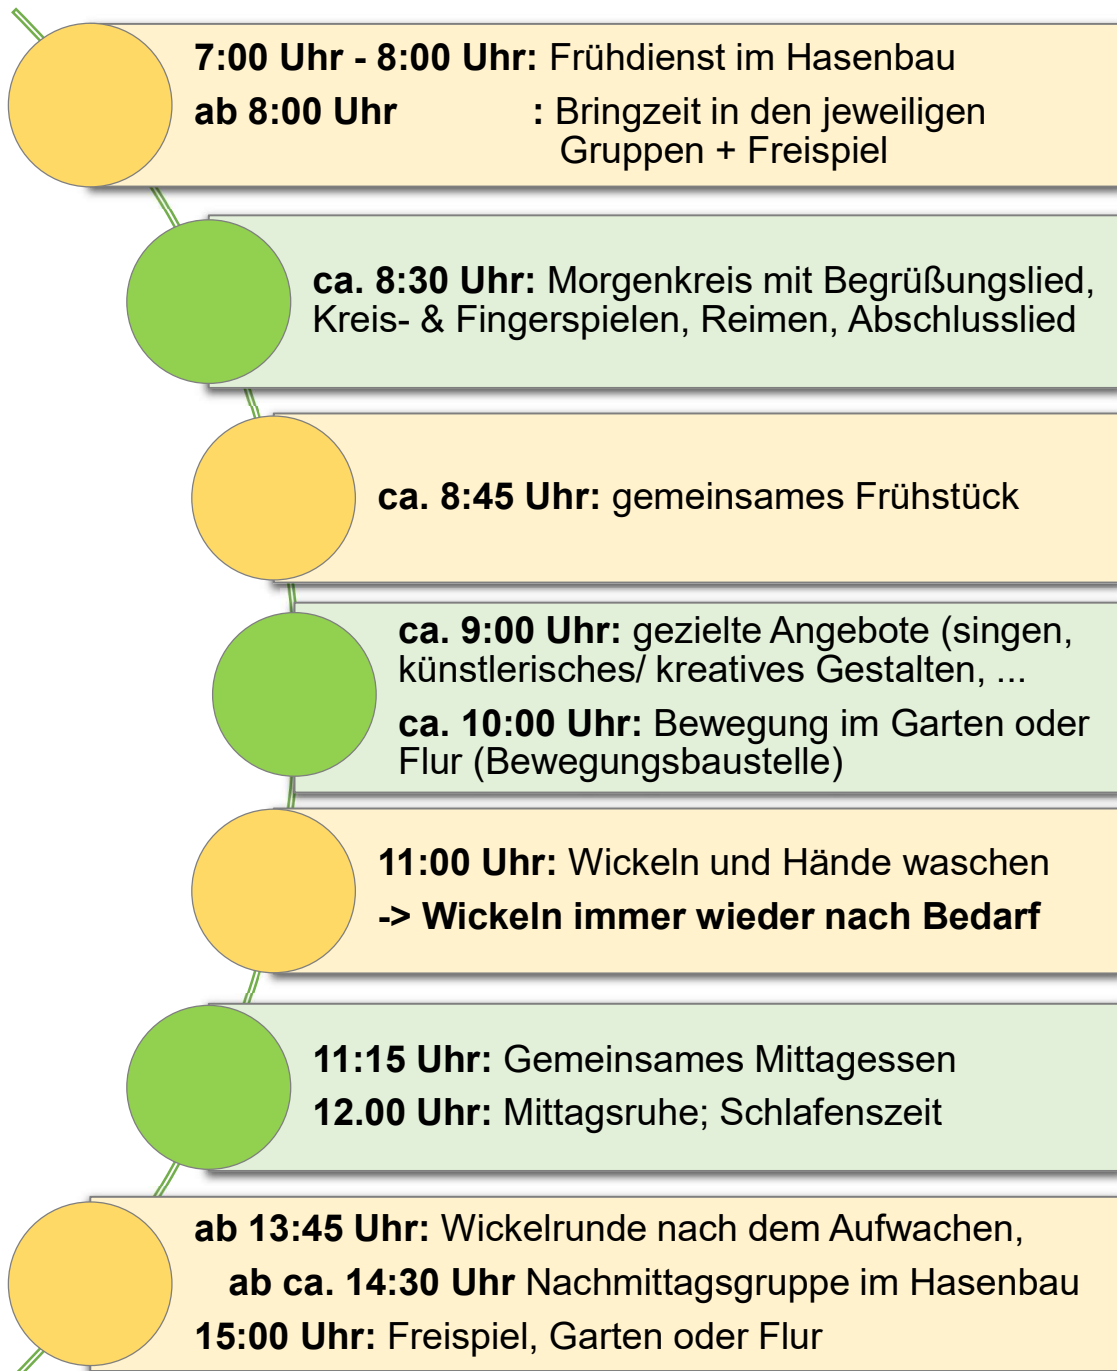 7:00 Uhr - 8:00 Uhr: Frühdienst im Hasenbau
ab 8:00 Uhr : Bringzeit in den jeweiligen
Gruppen + Freispiel
ca. 8:30 Uhr: Morgenkreis mit Begrüßungslied,
Kreis- & Fingerspielen, Reimen, Abschlusslied
ca. 8:45 Uhr: gemeinsames Frühstück
ca. 9:00 Uhr: gezielte Angebote (singen,
künstlerisches/ kreatives Gestalten, ...
ca. 10:00 Uhr: Bewegung im Garten oder
Flur (Bewegungsbaustelle)
11:00 Uhr: Wickeln und Hände waschen
-> Wickeln immer wieder nach Bedarf
11:15 Uhr: Gemeinsames Mittagessen
12.00 Uhr: Mittagsruhe; Schlafenszeit
ab 13:45 Uhr: Wickelrunde nach dem Aufwachen,
ab ca. 14:30 Uhr Nachmittagsgruppe im Hasenbau
15:00 Uhr: Freispiel, Garten oder Flur